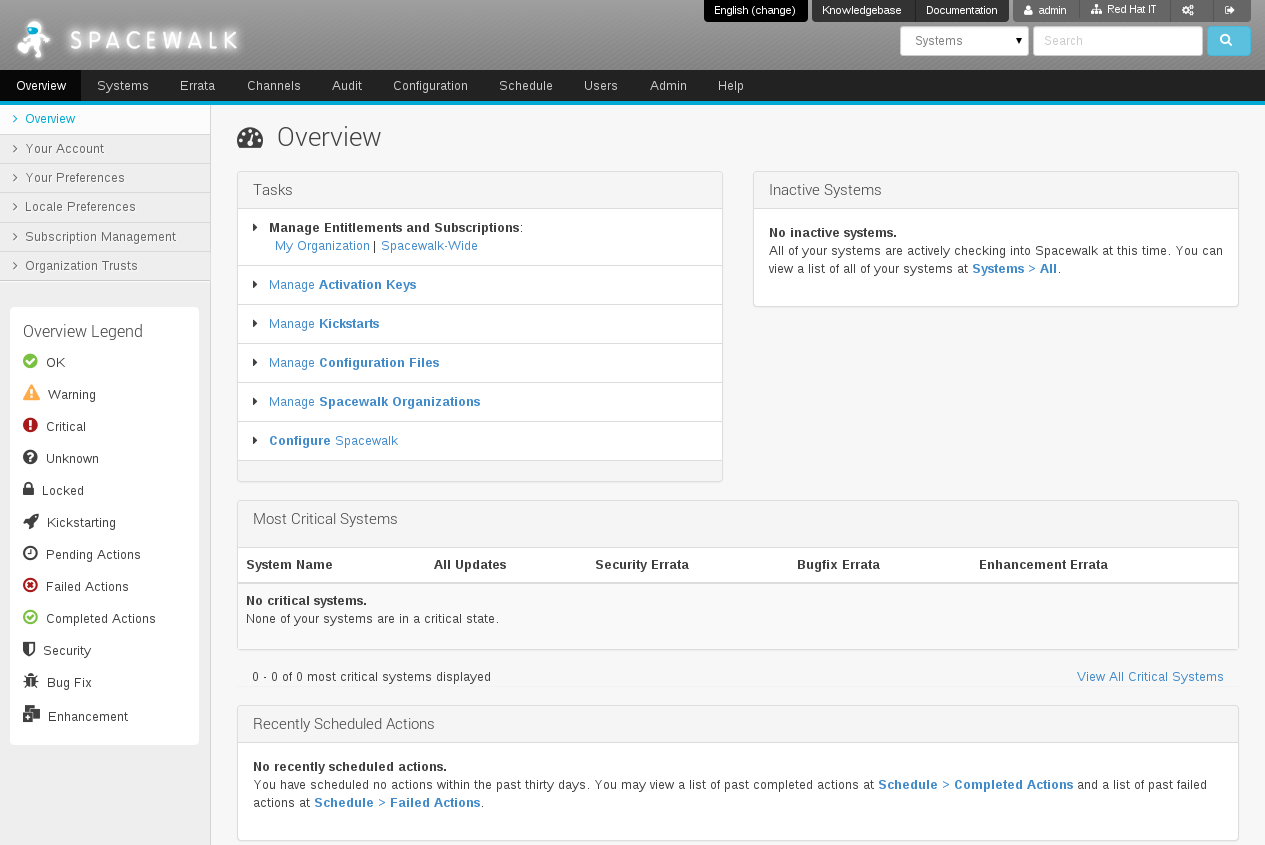 English (change) Knowledgebase Documentation admin Red Hat IT
SPACEWALK
Systems Search
Overview Systems Errata Channels Audit Configuration Schedule Users Admin Help
Overview
Your Account
Your Preferences
Locale Preferences
Subscription Management
Organization Trusts
Overview Legend
OK
Warning
Critical
Unknown
Locked
Kickstarting
Pending Actions
Failed Actions
Completed Actions
Security
Bug Fix
Enhancement
Overview
Tasks
Manage Entitlements and Subscriptions:
My Organization | Spacewalk-Wide
Manage Activation Keys
Manage Kickstarts
Manage Configuration Files
Manage Spacewalk Organizations
Configure Spacewalk
Inactive Systems
No inactive systems.
All of your systems are actively checking into Spacewalk at this time. You can
view a list of all of your systems at Systems > All.
Most Critical Systems
System Name All Updates Security Errata Bugfix Errata Enhancement Errata
No critical systems.
None of your systems are in a critical state.
0 - 0 of 0 most critical systems displayed View All Critical Systems
Recently Scheduled Actions
No recently scheduled actions.
You have scheduled no actions within the past thirty days. You may view a list of past completed actions at Schedule > Completed Actions and a list of past failed
actions at Schedule > Failed Actions.